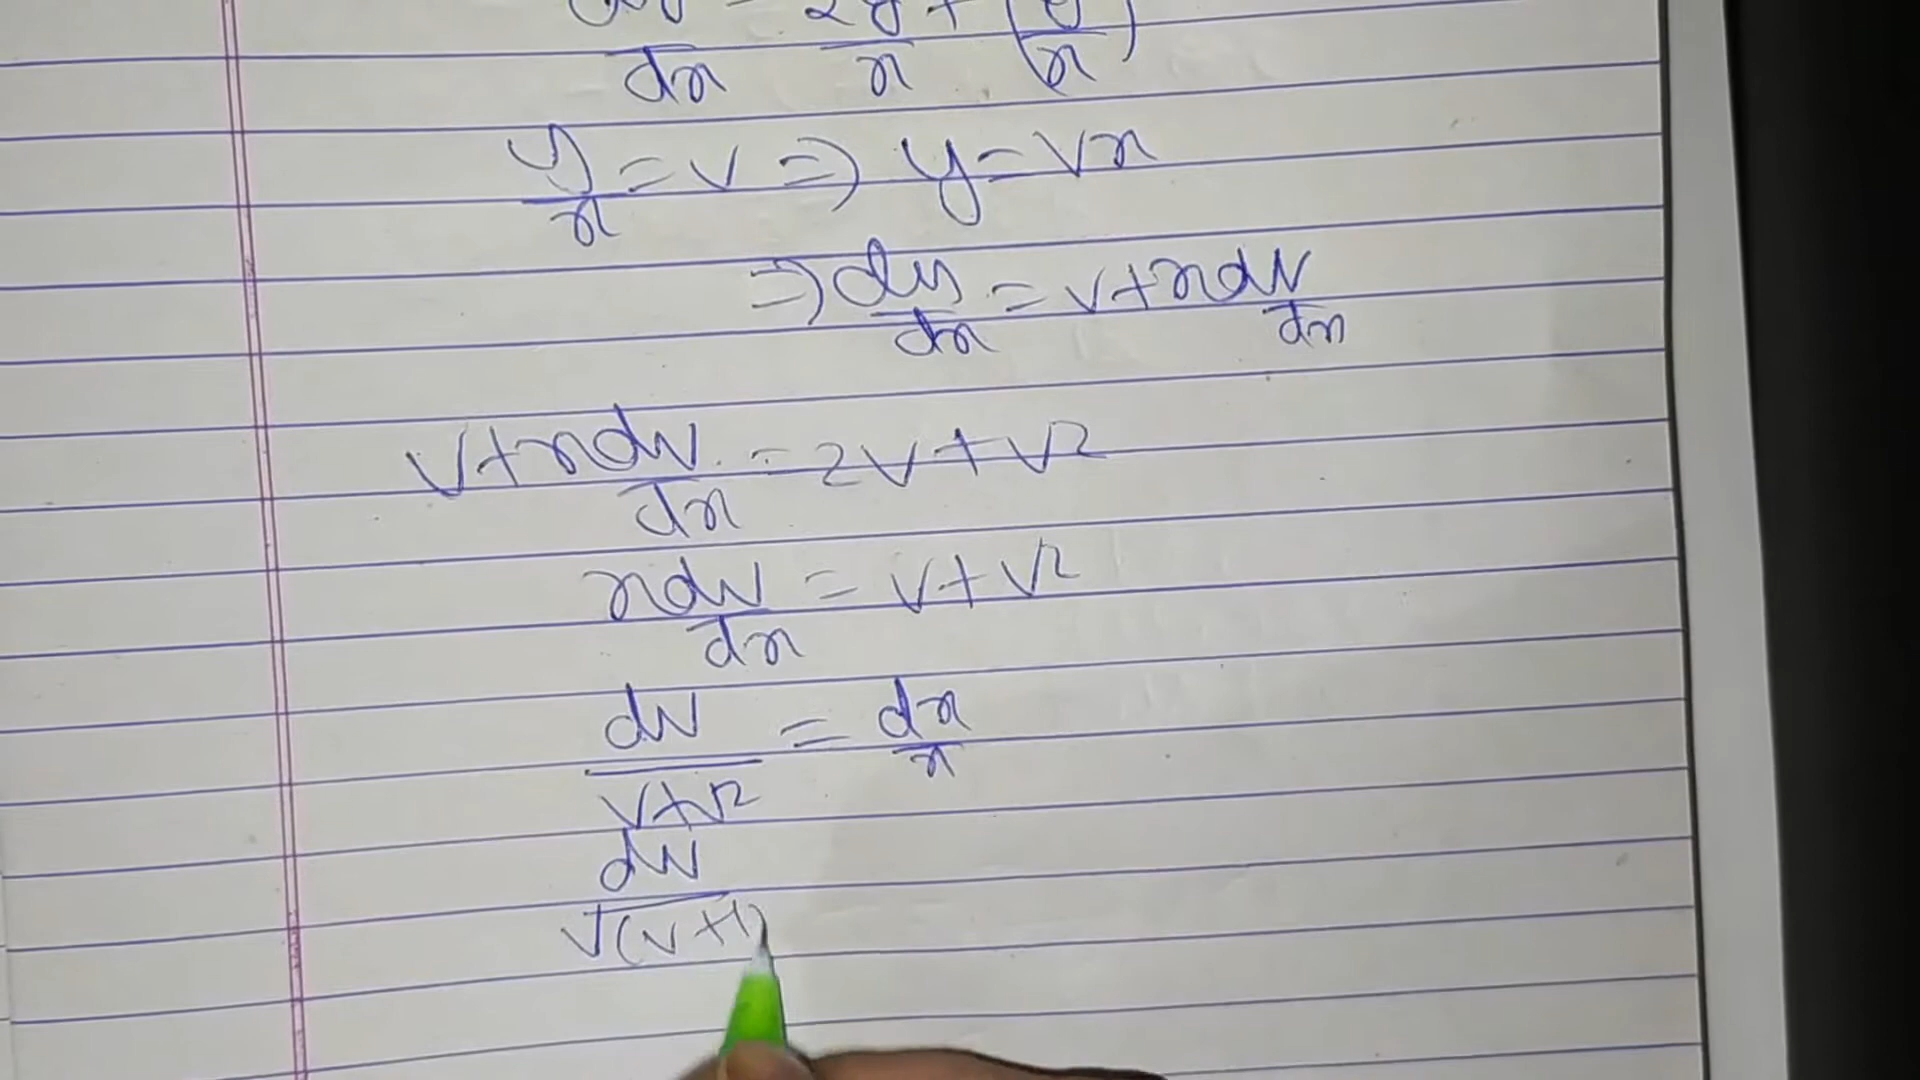 dy/dx = 2y/x + (y/x)
y/x = v ⇒ y = vx
⇒ dy/dx = v + x dv/dx
v + x dv/dx = 2v + v²
x dv/dx = v + v²
dv/(v + v²) = dx/x
dv/(v(v+1))